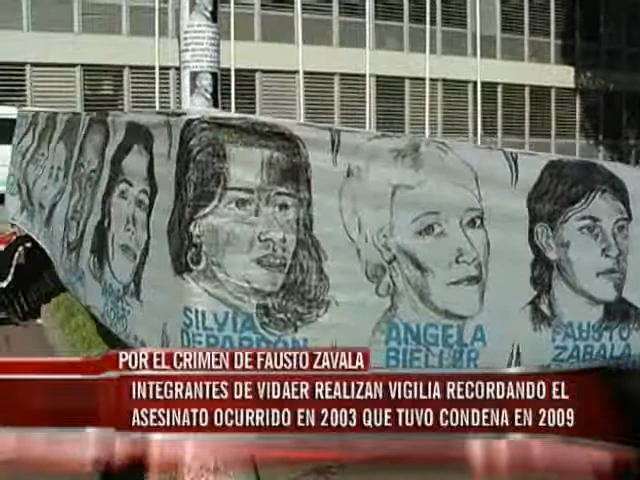 SILVIA
DEPARDON
ANGELA
FAUSTO
ZABALA
POR EL CRIMEN DE FAUSTO ZAVALA
INTEGRANTES DE VIDAER REALIZAN VIGILIA RECORDANDO EL
ASESINATO OCURRIDO EN 2003 QUE TUVO CONDENA EN 2009